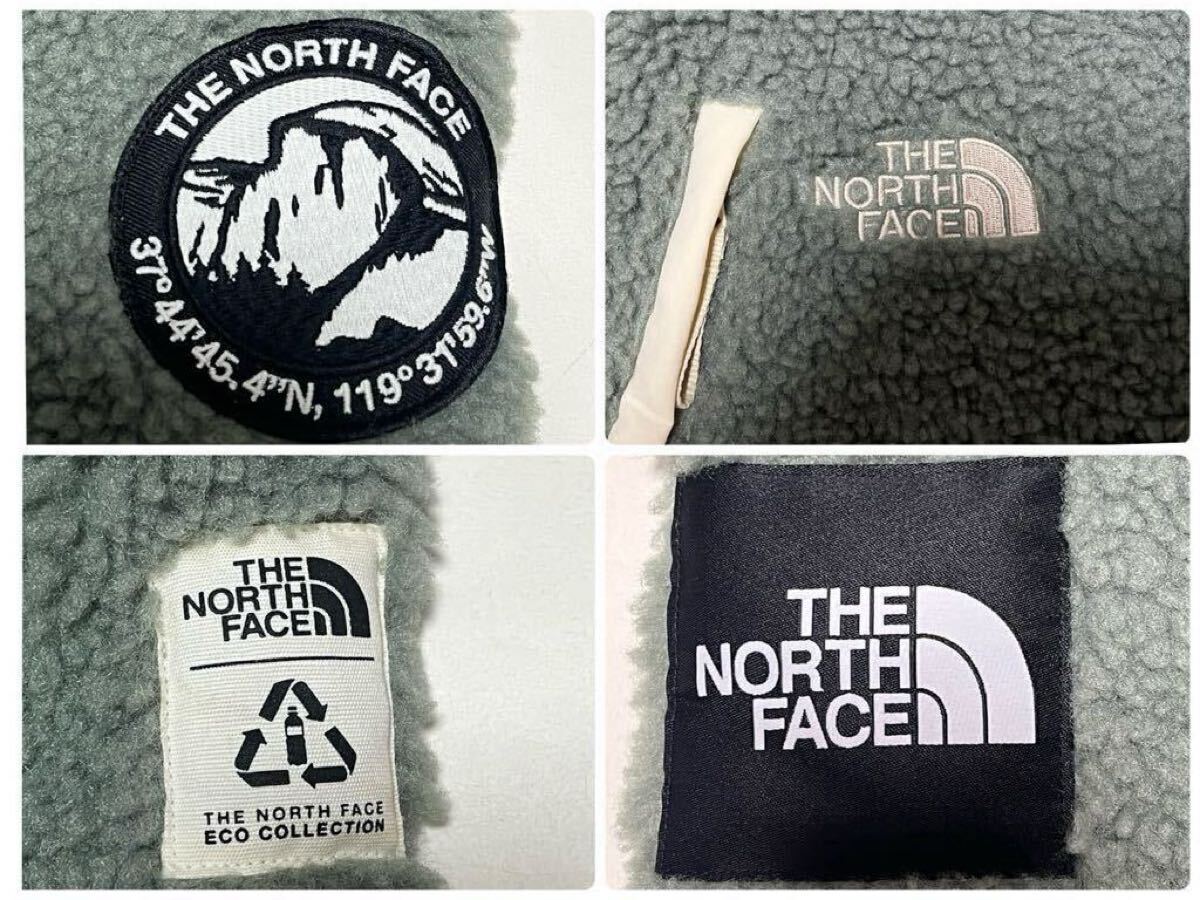 THE NORTH FACE
37° 44' 45.4"N, 119° 31' 59.6"W
THE
NORTH
FACE
THE
NORTH
FACE
THE NORTH FACE
ECO COLLECTION
THE
NORTH
FACE